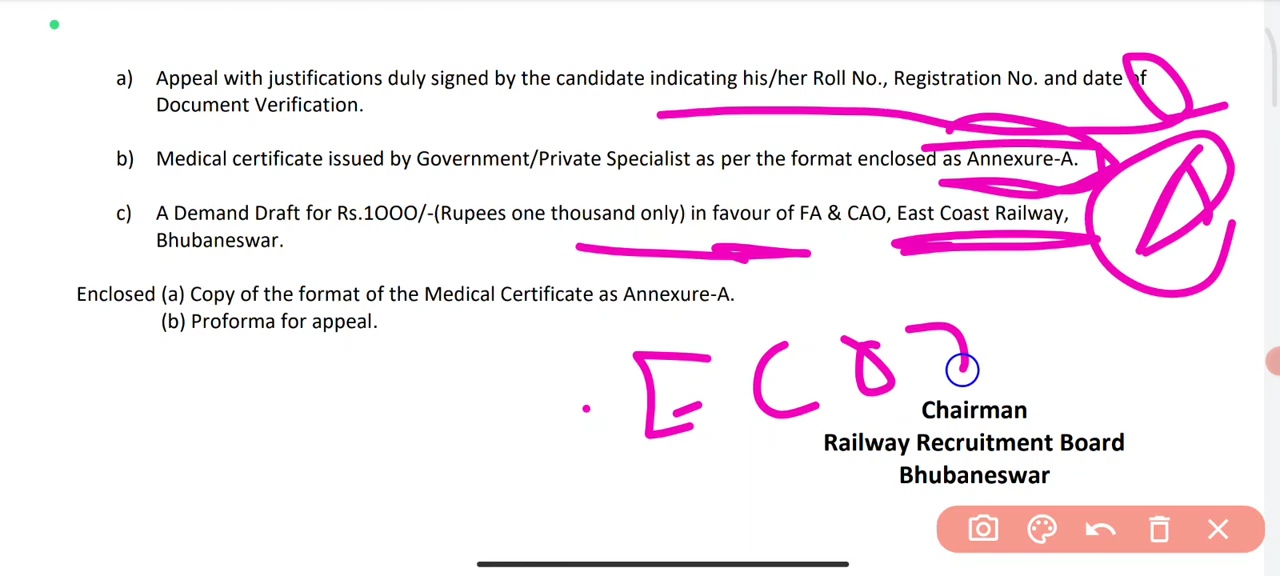 a) Appeal with justifications duly signed by the candidate indicating his/her Roll No., Registration No. and date of
Document Verification.
b) Medical certificate issued by Government/Private Specialist as per the format enclosed as Annexure-A.
c) A Demand Draft for Rs.1000/-(Rupees one thousand only) in favour of FA & CAO, East Coast Railway,
Bhubaneswar.
Enclosed (a) Copy of the format of the Medical Certificate as Annexure-A.
(b) Proforma for appeal.
E C O
Chairman
Railway Recruitment Board
Bhubaneswar